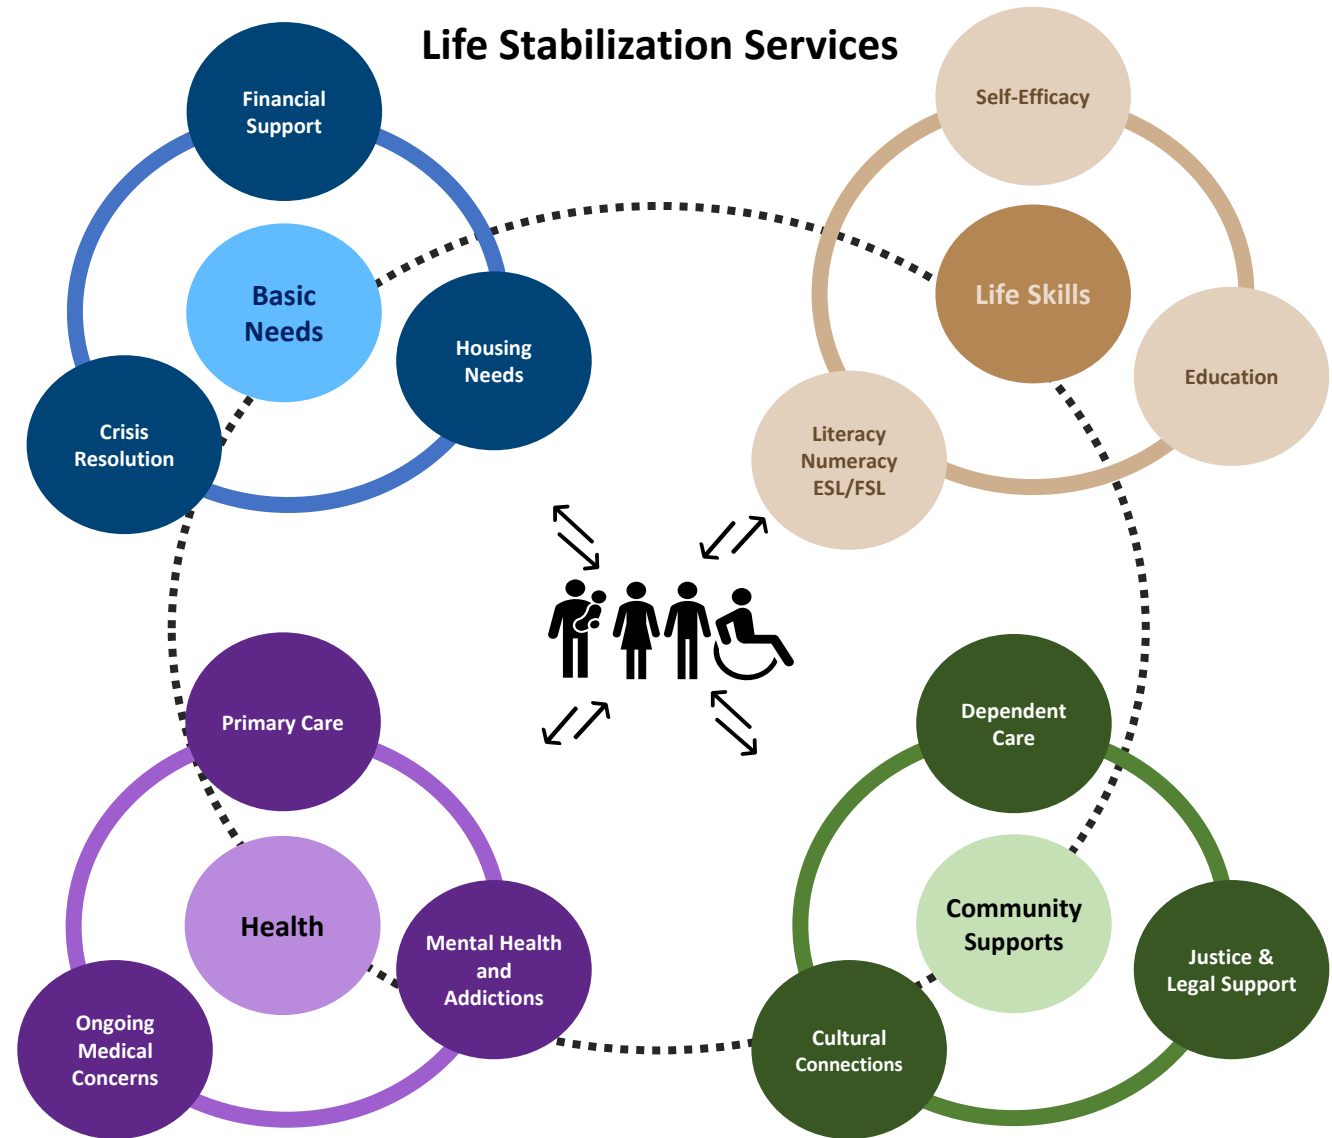 Life Stabilization Services
Financial
Support
Basic
Needs
Housing
Needs
Crisis
Resolution
Self-Efficacy
Life Skills
Education
Literacy
Numeracy
ESL/FSL
Primary Care
Health
Mental Health
and
Addictions
Ongoing
Medical
Concerns
Dependent
Care
Community
Supports
Justice &
Legal Support
Cultural
Connections